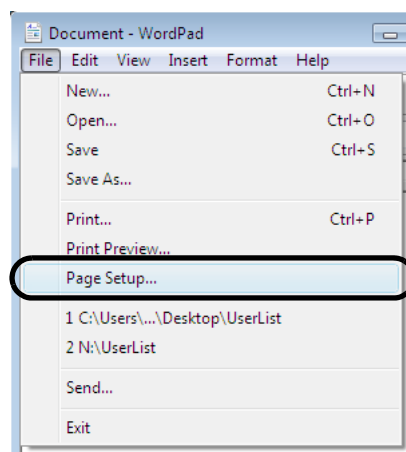 Document - WordPad
File Edit View Insert Format Help
New... Ctrl+N
Open... Ctrl+O
Save Ctrl+S
Save As...
Print... Ctrl+P
Print Preview...
Page Setup...
1 C:\Users\...\Desktop\UserList
2 N:\UserList
Send...
Exit